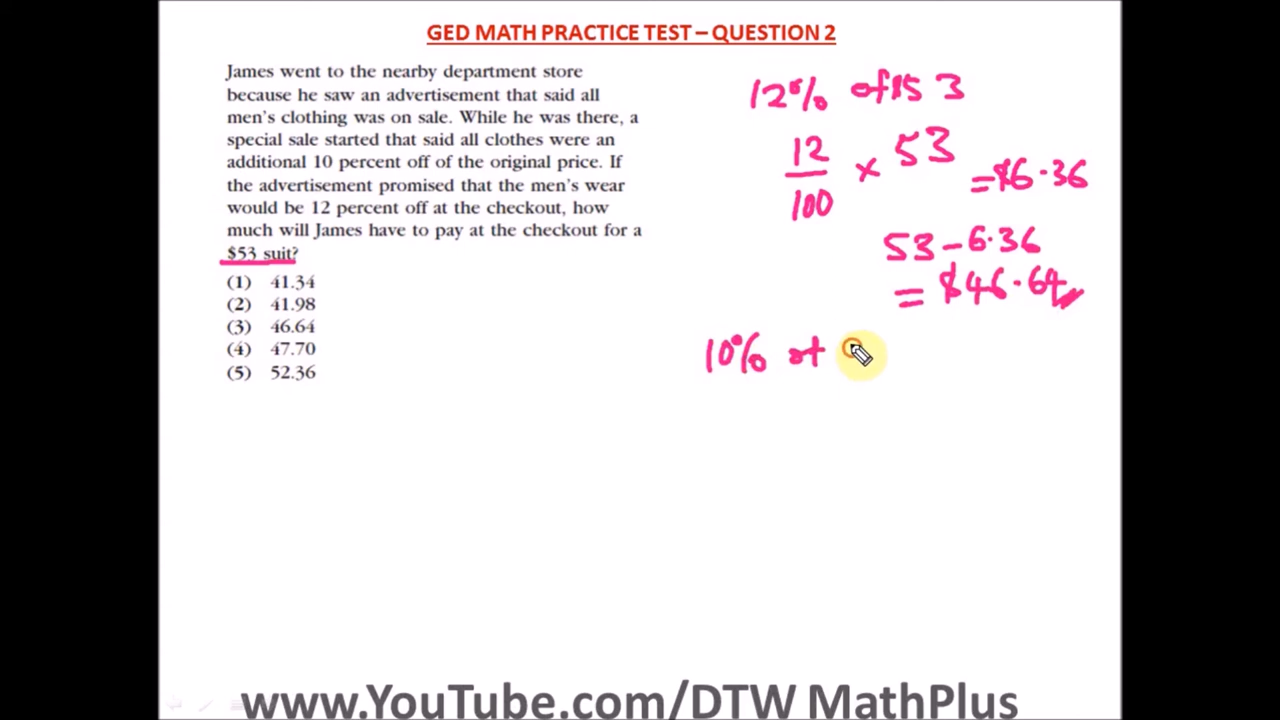 GED MATH PRACTICE TEST – QUESTION 2
James went to the nearby department store
because he saw an advertisement that said all
men's clothing was on sale. While he was there, a
special sale started that said all clothes were an
additional 10 percent off of the original price. If
the advertisement promised that the men's wear
would be 12 percent off at the checkout, how
much will James have to pay at the checkout for a
$53 suit?
(1) 41.34
(2) 41.98
(3) 46.64
(4) 47.70
(5) 52.36
12% of $53
12
100
× 53
= $6.36
53 - 6.36
= $46.64
10% of
www.YouTube.com/DTW MathPlus